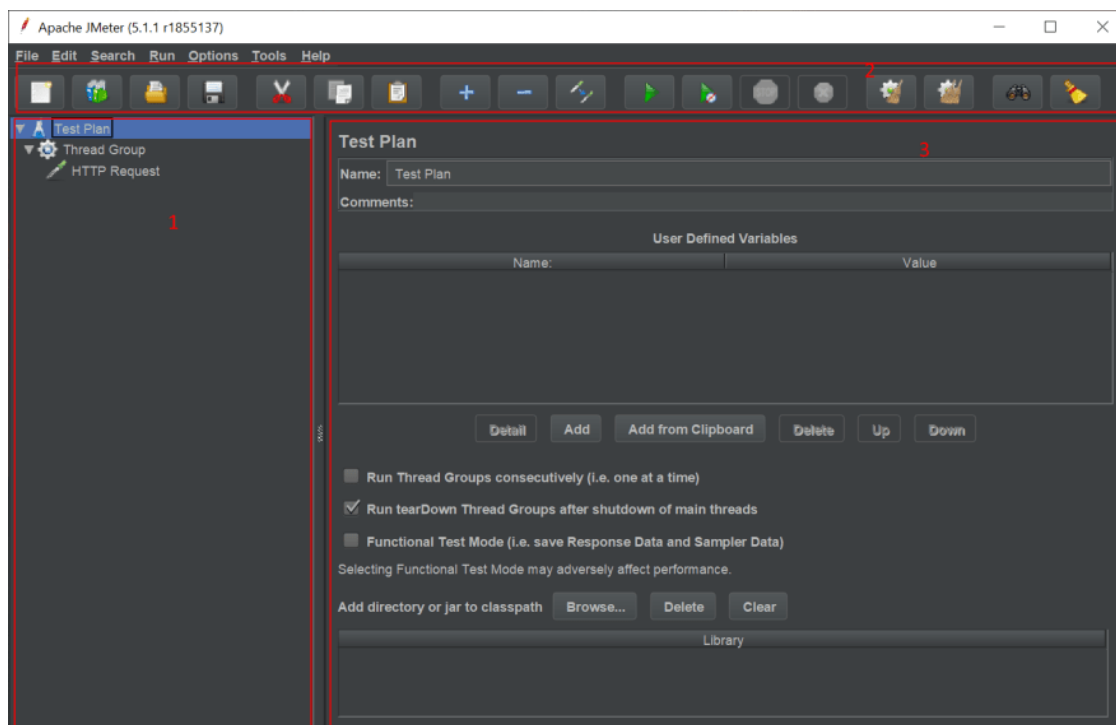 Apache JMeter (5.1.1 r1855137)
File Edit Search Run Options Tools Help
2
Test Plan
Thread Group
HTTP Request
1
Test Plan
3
Name: Test Plan
Comments:
User Defined Variables
Name: Value
Detail Add Add from Clipboard Delete Up Down
Run Thread Groups consecutively (i.e. one at a time)
Run tearDown Thread Groups after shutdown of main threads
Functional Test Mode (i.e. save Response Data and Sampler Data)
Selecting Functional Test Mode may adversely affect performance.
Add directory or jar to classpath Browse... Delete Clear
Library